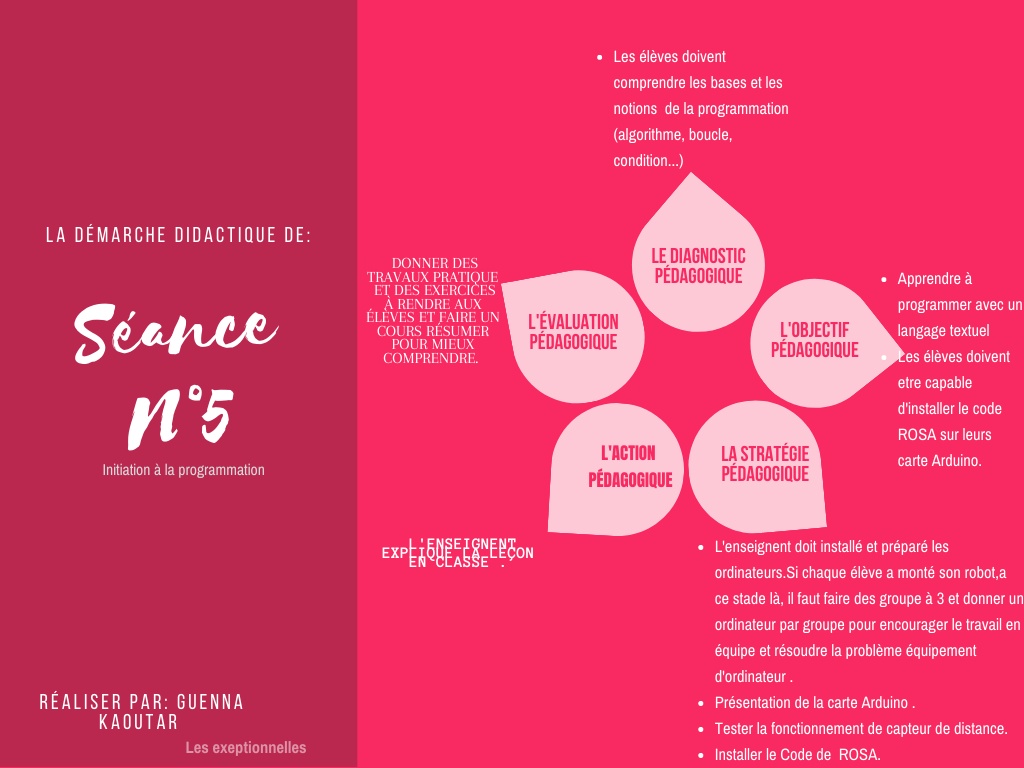 LA DÉMARCHE DIDACTIQUE DE:
Séance
N°5
Initiation à la programmation
RÉALISER PAR: GUENNA
KAOUTAR
Les exeptionnelles
• Les élèves doivent
comprendre les bases et les
notions de la programmation
(algorithme, boucle,
condition...)
LE DIAGNOSTIC
PÉDAGOGIQUE
• Apprendre à
programmer avec un
langage textuel
• Les élèves doivent
etre capable
d'installer le code
ROSA sur leurs
carte Arduino.
L'OBJECTIF
PÉDAGOGIQUE
DONNER DES
TRAVAUX PRATIQUE
ET DES EXERCICES
À RENDRE AUX
ÉLÈVES ET FAIRE UN
COURS RÉSUMER
POUR MIEUX
COMPRENDRE.
L'ÉVALUATION
PÉDAGOGIQUE
L'ACTION
PÉDAGOGIQUE
LA STRATÉGIE
PÉDAGOGIQUE
L'ENSEIGNENT
EXPLIQUE LA LEÇON
EN CLASSE .
• L'enseignent doit installé et préparé les
ordinateurs.Si chaque élève a monté son robot,a
ce stade là, il faut faire des groupe à 3 et donner un
ordinateur par groupe pour encourager le travail en
équipe et résoudre la problème équipement
d'ordinateur .
• Présentation de la carte Arduino .
• Tester la fonctionnement de capteur de distance.
• Installer le Code de ROSA.